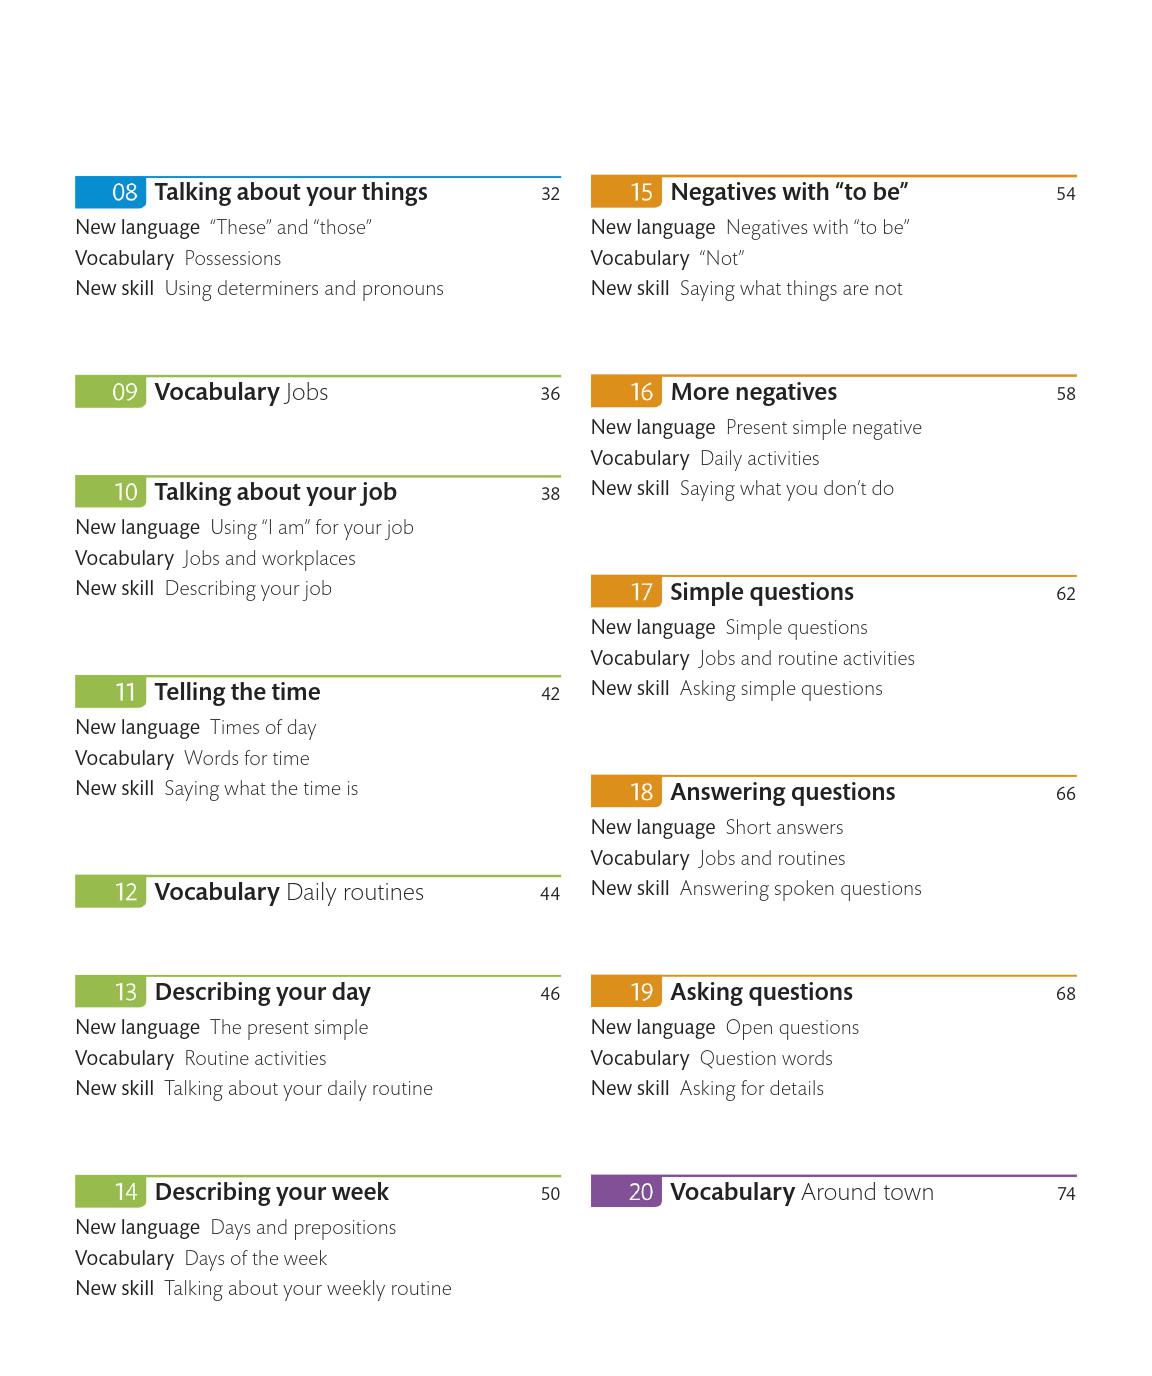 08 Talking about your things 32
New language “These” and “those”
Vocabulary Possessions
New skill Using determiners and pronouns
09 Vocabulary Jobs 36
10 Talking about your job 38
New language Using “I am” for your job
Vocabulary Jobs and workplaces
New skill Describing your job
11 Telling the time 42
New language Times of day
Vocabulary Words for time
New skill Saying what the time is
12 Vocabulary Daily routines 44
13 Describing your day 46
New language The present simple
Vocabulary Routine activities
New skill Talking about your daily routine
14 Describing your week 50
New language Days and prepositions
Vocabulary Days of the week
New skill Talking about your weekly routine
15 Negatives with “to be” 54
New language Negatives with “to be”
Vocabulary “Not”
New skill Saying what things are not
16 More negatives 58
New language Present simple negative
Vocabulary Daily activities
New skill Saying what you don’t do
17 Simple questions 62
New language Simple questions
Vocabulary Jobs and routine activities
New skill Asking simple questions
18 Answering questions 66
New language Short answers
Vocabulary Jobs and routines
New skill Answering spoken questions
19 Asking questions 68
New language Open questions
Vocabulary Question words
New skill Asking for details
20 Vocabulary Around town 74